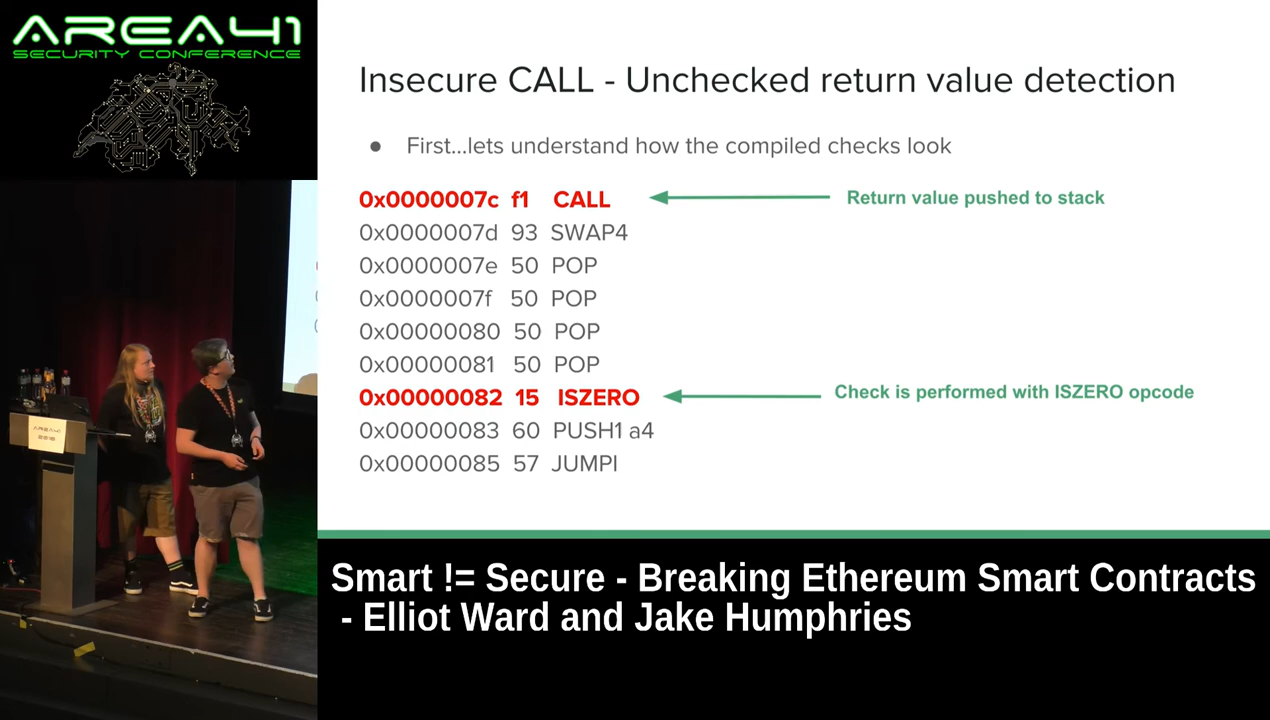 AREA41
SECURITY CONFERENCE
Insecure CALL - Unchecked return value detection
● First...lets understand how the compiled checks look
0x0000007c f1 CALL
Return value pushed to stack
0x0000007d 93 SWAP4
0x0000007e 50 POP
0x0000007f 50 POP
0x00000080 50 POP
0x00000081 50 POP
0x00000082 15 ISZERO
Check is performed with ISZERO opcode
0x00000083 60 PUSH1 a4
0x00000085 57 JUMPI
AREA41
Smart != Secure - Breaking Ethereum Smart Contracts
- Elliot Ward and Jake Humphries